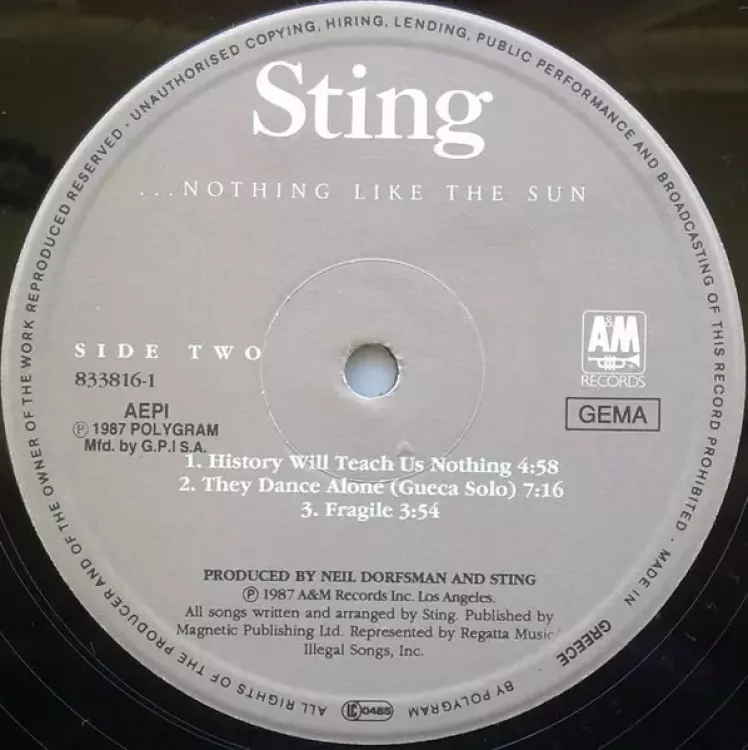 Sting
...NOTHING LIKE THE SUN
SIDE TWO
833816-1
AEPI
Ⓟ 1987 POLYGRAM
Mfd. by G.P.I S.A.
A&M
RECORDS
GEMA
1. History Will Teach Us Nothing 4:58
2. They Dance Alone (Gueca Solo) 7:16
3. Fragile 3:54
PRODUCED BY NEIL DORFSMAN AND STING
Ⓟ 1987 A&M Records Inc. Los Angeles.
All songs written and arranged by Sting. Published by
Magnetic Publishing Ltd. Represented by Regatta Music/
Illegal Songs, Inc.
ALL RIGHTS OF THE PRODUCER AND OF THE OWNER OF THE WORK REPRODUCED RESERVED · UNAUTHORISED COPYING, HIRING, LENDING, PUBLIC PERFORMANCE AND BROADCASTING OF THIS RECORD PROHIBITED · MADE IN GREECE BY POLYGRAM
LC 0485